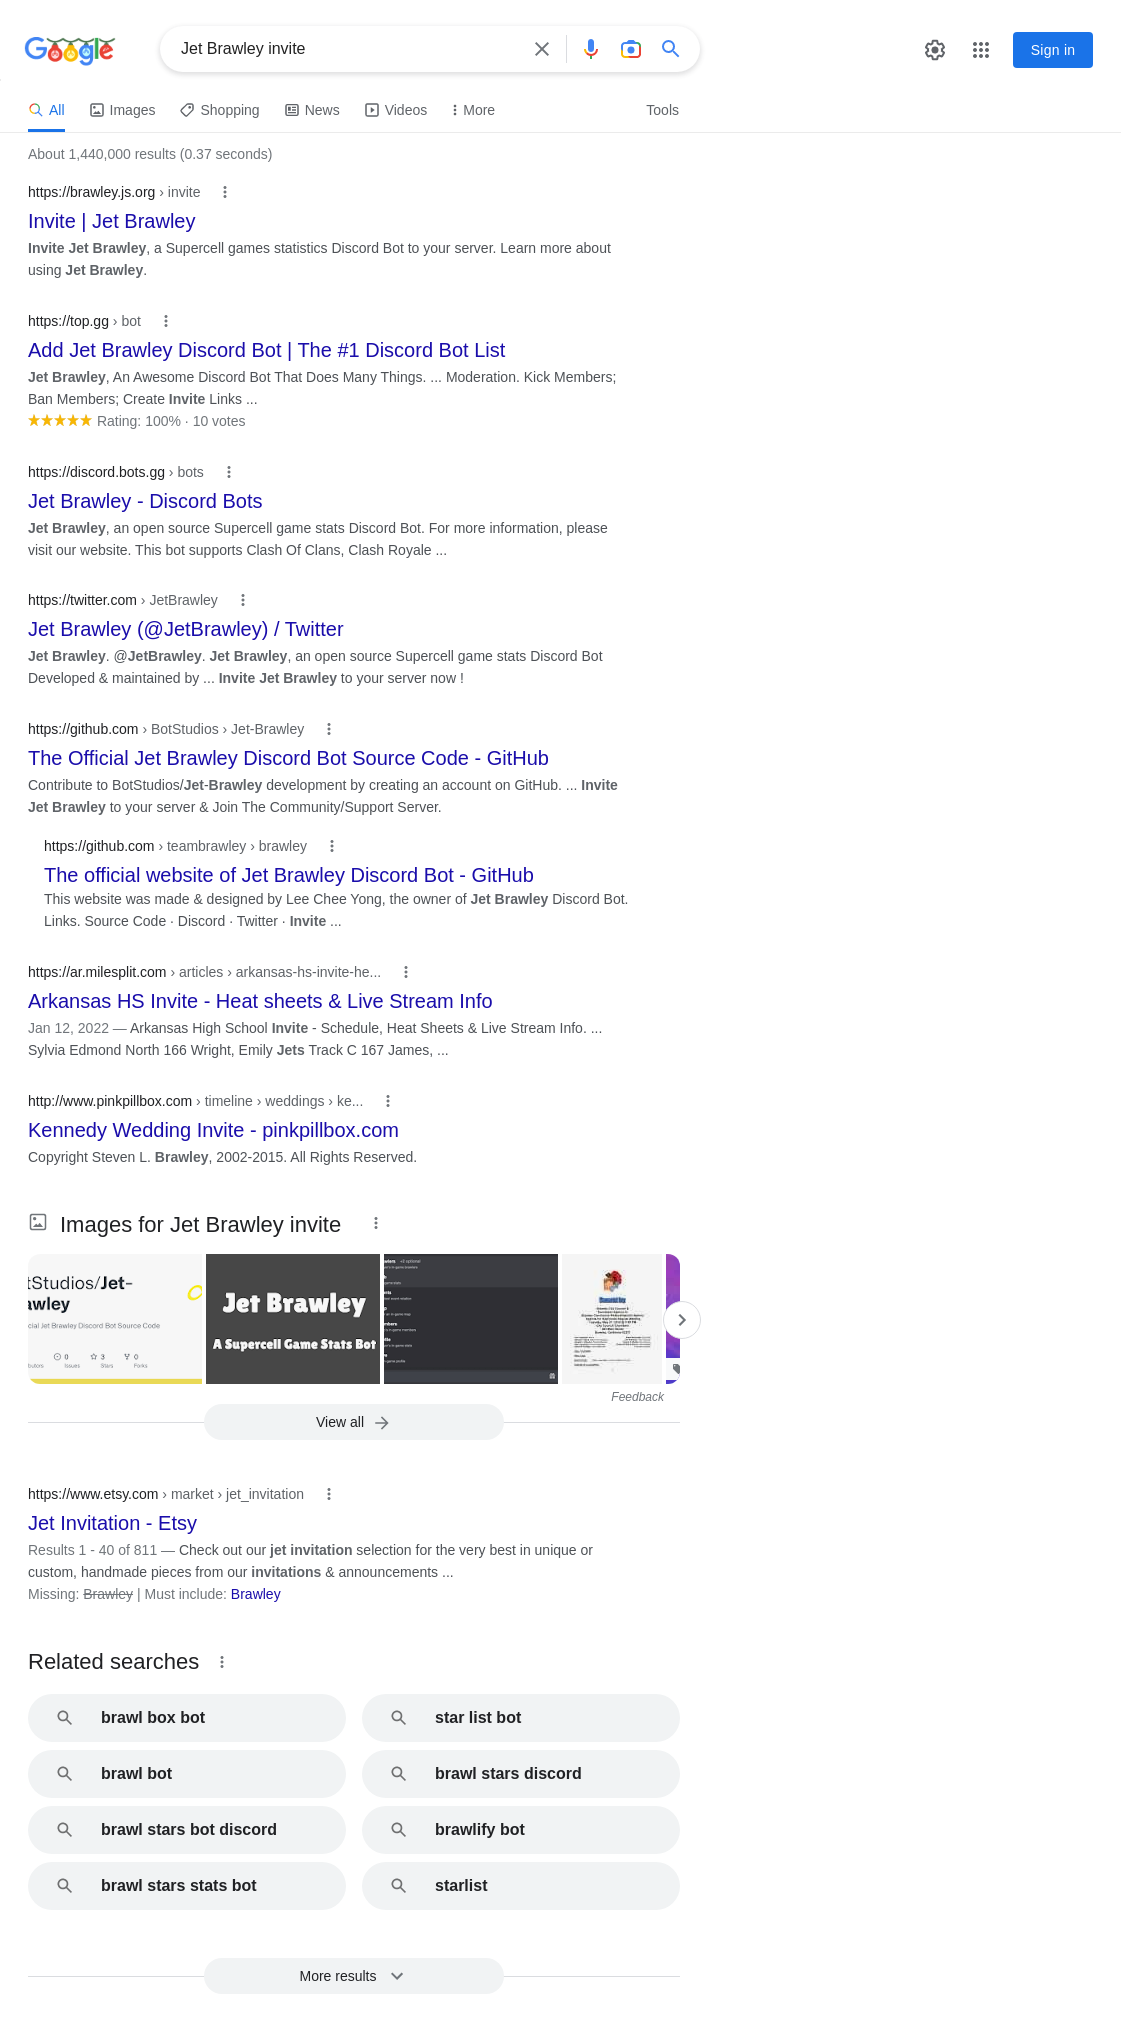 Google
Jet Brawley invite
Sign in
All
Images
Shopping
News
Videos
More
Tools
About 1,440,000 results (0.37 seconds)
https://brawley.js.org › invite
Invite | Jet Brawley
Invite Jet Brawley, a Supercell games statistics Discord Bot to your server. Learn more about
using Jet Brawley.
https://top.gg › bot
Add Jet Brawley Discord Bot | The #1 Discord Bot List
Jet Brawley, An Awesome Discord Bot That Does Many Things. ... Moderation. Kick Members;
Ban Members; Create Invite Links ...
Rating: 100% · 10 votes
https://discord.bots.gg › bots
Jet Brawley - Discord Bots
Jet Brawley, an open source Supercell game stats Discord Bot. For more information, please
visit our website. This bot supports Clash Of Clans, Clash Royale ...
https://twitter.com › JetBrawley
Jet Brawley (@JetBrawley) / Twitter
Jet Brawley. @JetBrawley. Jet Brawley, an open source Supercell game stats Discord Bot
Developed & maintained by ... Invite Jet Brawley to your server now !
https://github.com › BotStudios › Jet-Brawley
The Official Jet Brawley Discord Bot Source Code - GitHub
Contribute to BotStudios/Jet-Brawley development by creating an account on GitHub. ... Invite
Jet Brawley to your server & Join The Community/Support Server.
https://github.com › teambrawley › brawley
The official website of Jet Brawley Discord Bot - GitHub
This website was made & designed by Lee Chee Yong, the owner of Jet Brawley Discord Bot.
Links. Source Code · Discord · Twitter · Invite ...
https://ar.milesplit.com › articles › arkansas-hs-invite-he...
Arkansas HS Invite - Heat sheets & Live Stream Info
Jan 12, 2022 — Arkansas High School Invite - Schedule, Heat Sheets & Live Stream Info. ...
Sylvia Edmond North 166 Wright, Emily Jets Track C 167 James, ...
http://www.pinkpillbox.com › timeline › weddings › ke...
Kennedy Wedding Invite - pinkpillbox.com
Copyright Steven L. Brawley, 2002-2015. All Rights Reserved.
Images for Jet Brawley invite
tStudios/Jet-
awley
cial Jet Brawley Discord Bot Source Code
0
3
0
butors
Issues
Stars
Forks
Jet Brawley
A Supercell Game Stats Bot
Feedback
View all
https://www.etsy.com › market › jet_invitation
Jet Invitation - Etsy
Results 1 - 40 of 811 — Check out our jet invitation selection for the very best in unique or
custom, handmade pieces from our invitations & announcements ...
Missing: Brawley | Must include: Brawley
Related searches
brawl box bot
star list bot
brawl bot
brawl stars discord
brawl stars bot discord
brawlify bot
brawl stars stats bot
starlist
More results